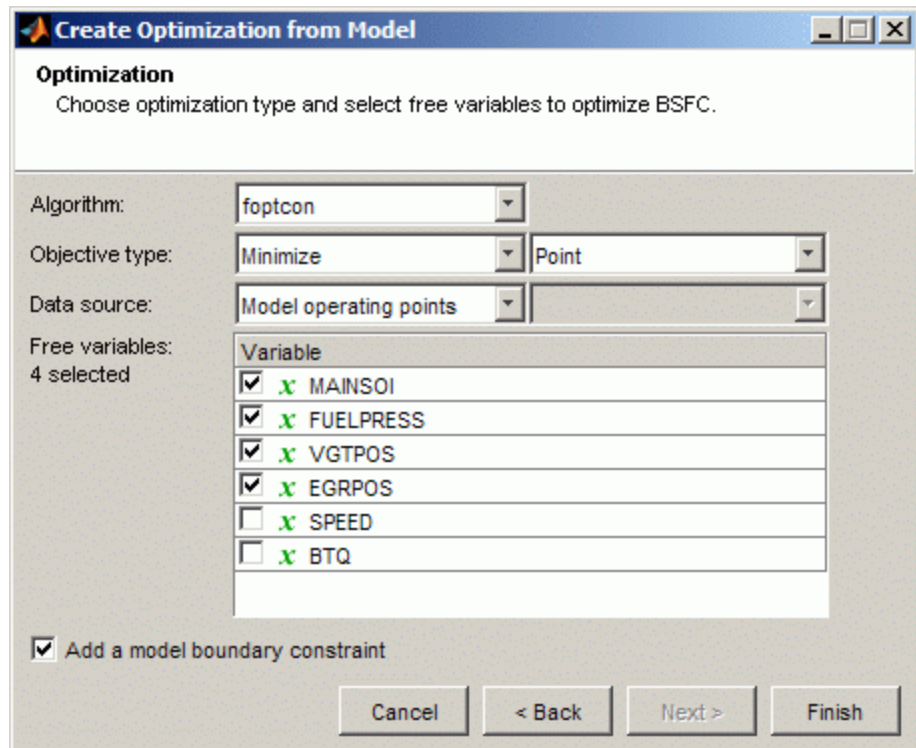 Create Optimization from Model
Optimization
Choose optimization type and select free variables to optimize BSFC.
Algorithm: foptcon
Objective type: Minimize Point
Data source: Model operating points
Free variables:
4 selected
Variable
x MAINSOI
x FUELPRESS
x VGTPOS
x EGRPOS
x SPEED
x BTQ
Add a model boundary constraint
Cancel < Back Next > Finish